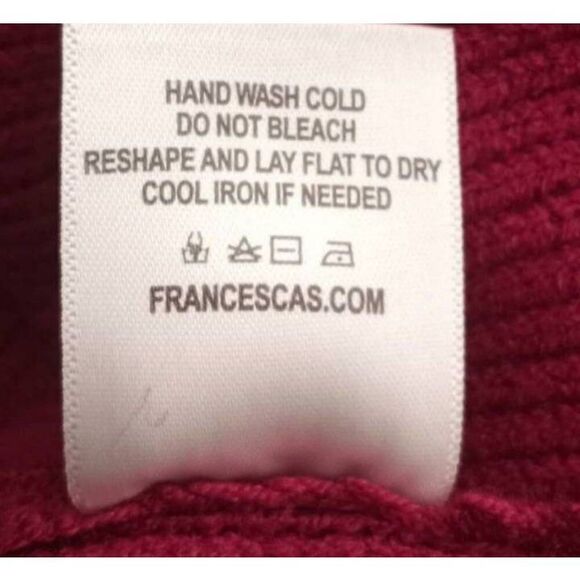 HAND WASH COLD
DO NOT BLEACH
RESHAPE AND LAY FLAT TO DRY
COOL IRON IF NEEDED
FRANCESCAS.COM